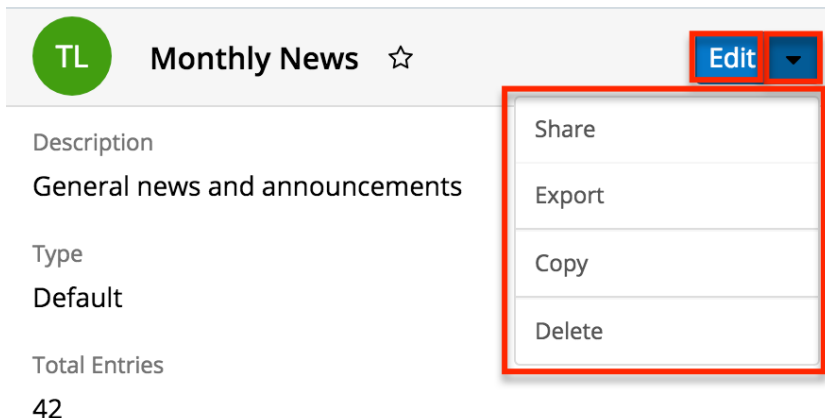 TL
Monthly News
Edit
Description
General news and announcements
Type
Default
Total Entries
42
Share
Export
Copy
Delete